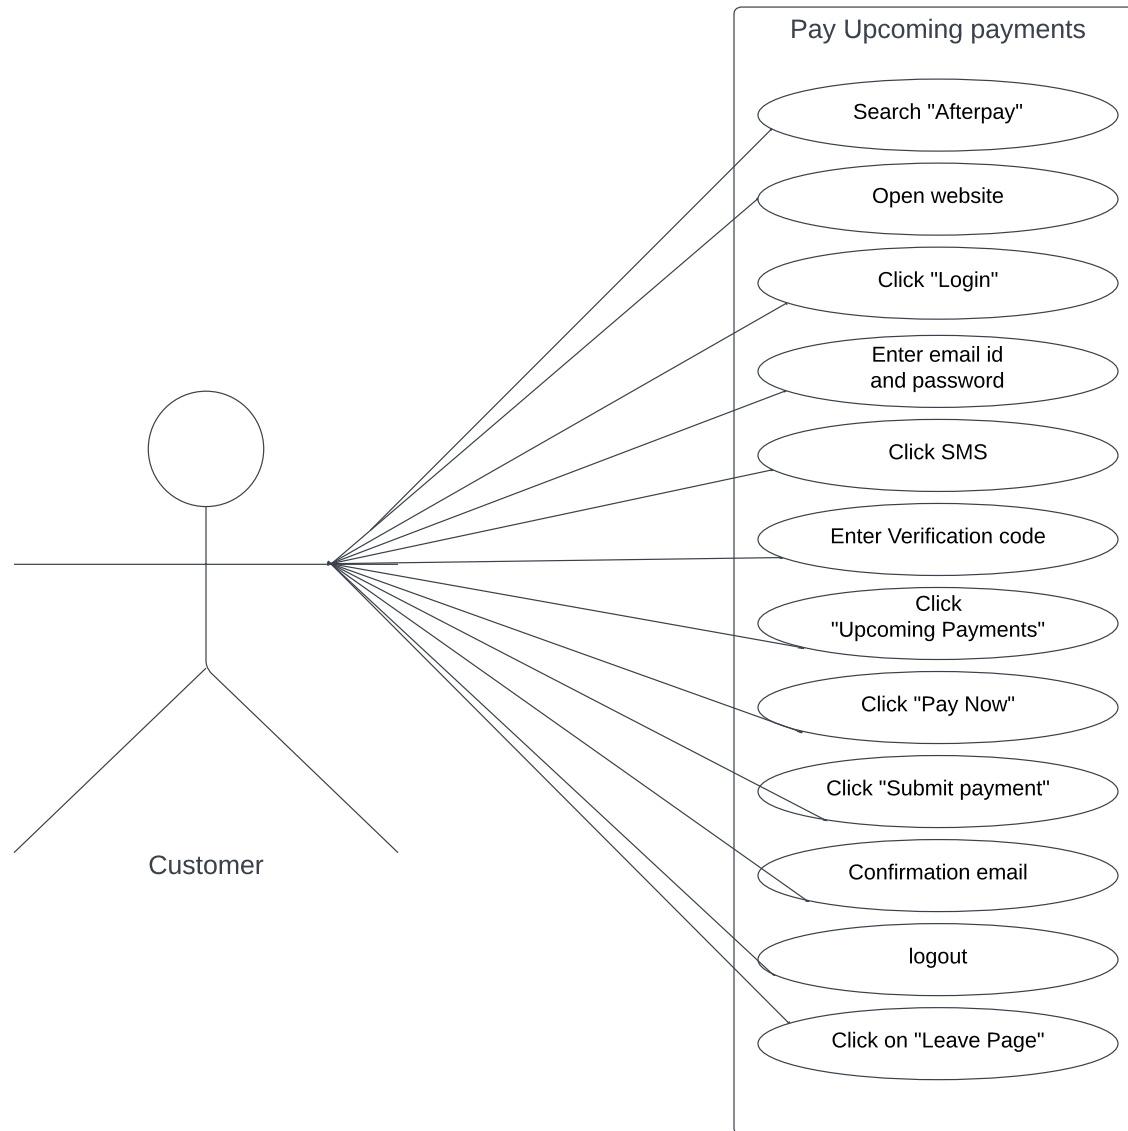 Pay Upcoming payments
Search "Afterpay"
Open website
Click "Login"
Enter email id
and password
Click SMS
Enter Verification code
Click
"Upcoming Payments"
Click "Pay Now"
Click "Submit payment"
Confirmation email
logout
Click on "Leave Page"
Customer